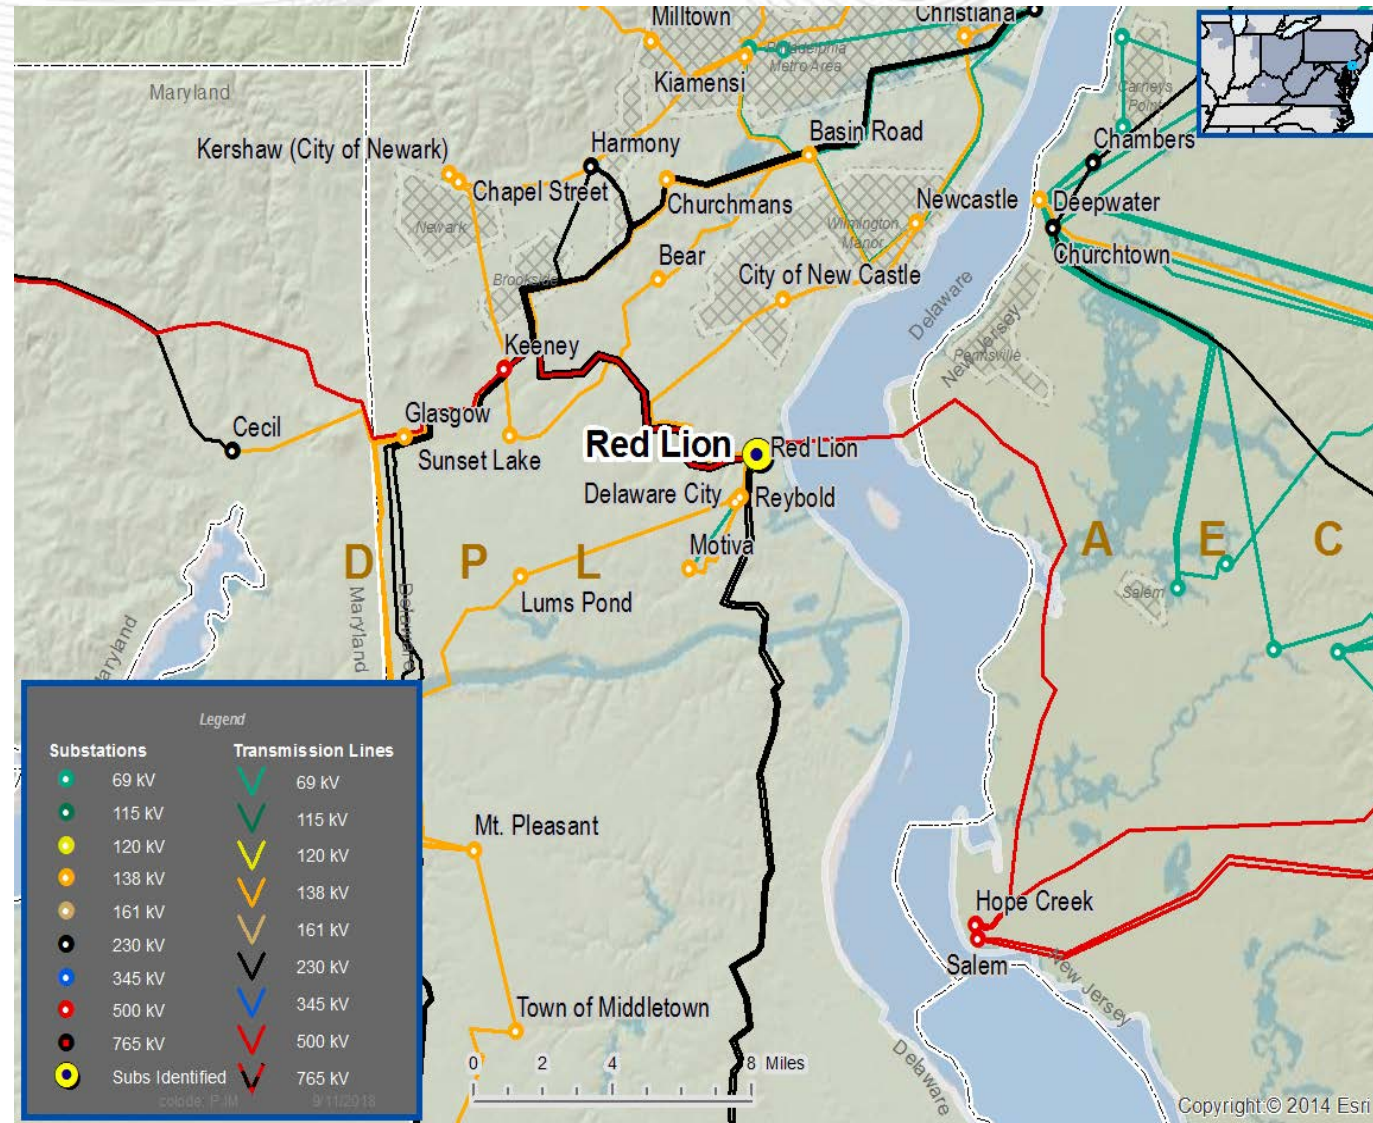 Milltown
Christiana
Philadelphia
Metro Area
Maryland
Kiamensi
Carneys
Point
Basin Road
Chambers
Harmony
Kershaw (City of Newark)
Chapel Street
Churchmans
Newcastle
Deepwater
Newark
Wilmington
Manor
Churchtown
Bear
City of New Castle
Brookside
Delaware
New Jersey
Pennsville
Keeney
Glasgow
Cecil
Sunset Lake
Red Lion
Red Lion
Delaware City
Reybold
Motiva
D P L
A E C
Lums Pond
Salem
Maryland
Delaware
Maryland
Legend
Substations
Transmission Lines
69 kV
69 kV
115 kV
115 kV
120 kV
120 kV
138 kV
138 kV
161 kV
161 kV
230 kV
230 kV
345 kV
345 kV
500 kV
500 kV
765 kV
765 kV
Subs Identified
9/11/2018
Mt. Pleasant
Hope Creek
Salem
New Jersey
Town of Middletown
0 2 4 8 Miles
Delaware
Copyright:© 2014 Esri